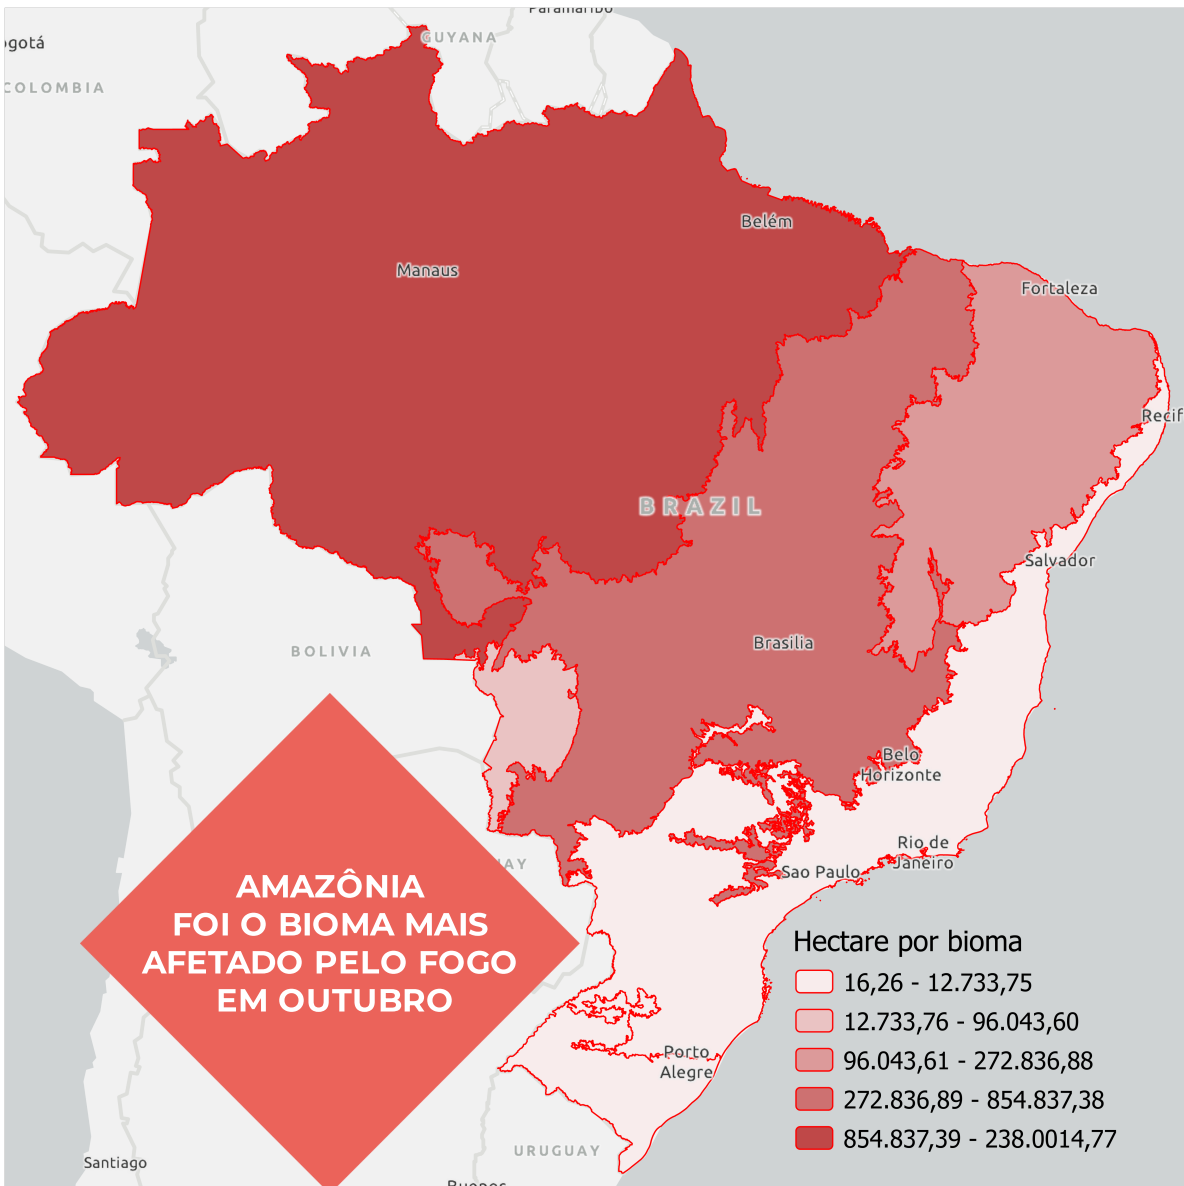 Paramaribo
GUYANA
ogotá
COLOMBIA
Belém
Manaus
Fortaleza
Recif
BRAZIL
Salvador
Brasilia
BOLIVIA
Belo
Horizonte
Rio de
Janeiro
Sao Paulo
AY
AMAZÔNIA
FOI O BIOMA MAIS
AFETADO PELO FOGO
EM OUTUBRO
Hectare por bioma
16,26 - 12.733,75
12.733,76 - 96.043,60
96.043,61 - 272.836,88
272.836,89 - 854.837,38
854.837,39 - 238.0014,77
Porto
Alegre
URUGUAY
Santiago
Buenos